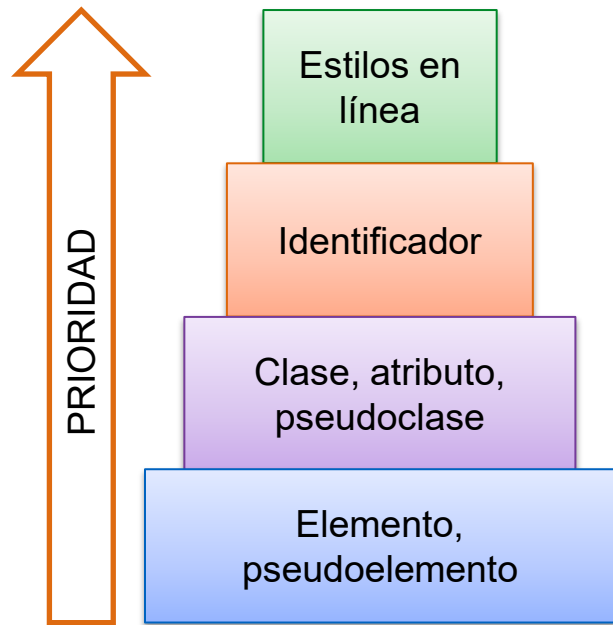 PRIORIDAD
Estilos en
línea
Identificador
Clase, atributo,
pseudoclase
Elemento,
pseudoelemento